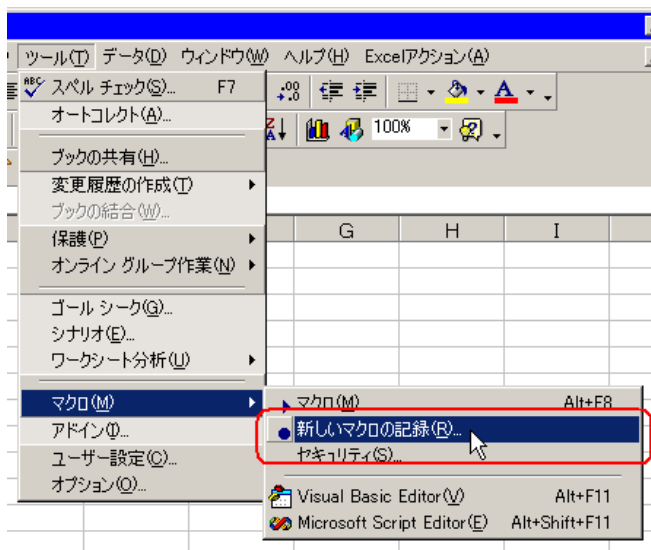 ツール(T) データ(D) ウィンドウ(W) ヘルプ(H) Excelアクション(A)
ABC スペル チェック(S)... F7
オートコレクト(A)...
100%
ブックの共有(H)...
変更履歴の作成(T)
ブックの結合(W)...
保護(P)
G H I
オンライン グループ作業(N)
ゴール シーク(G)...
シナリオ(E)...
ワークシート分析(U)
マクロ(M)
マクロ(M) Alt+F8
アドイン(I)...
新しいマクロの記録(R)...
ユーザー設定(C)...
セキュリティ(S)...
オプション(O)...
Visual Basic Editor(V) Alt+F11
Microsoft Script Editor(E) Alt+Shift+F11